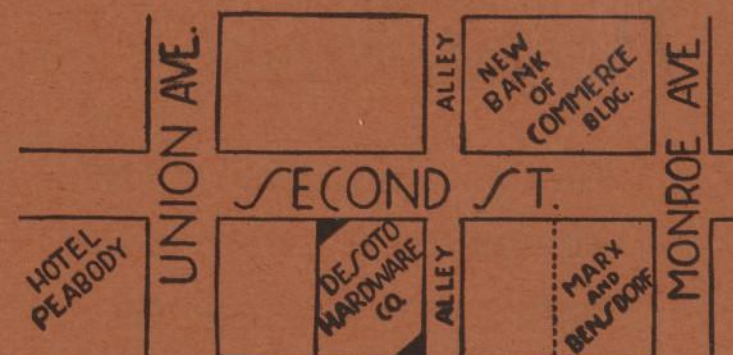 UNION AVE.
ALLEY
NEW
BANK
OF
COMMERCE
BLDG.
MONROE AVE
SECOND ST.
HOTEL
PEABODY
DESOTO
HARDWARE
CO.
ALLEY
MARX
AND
BENSDORF